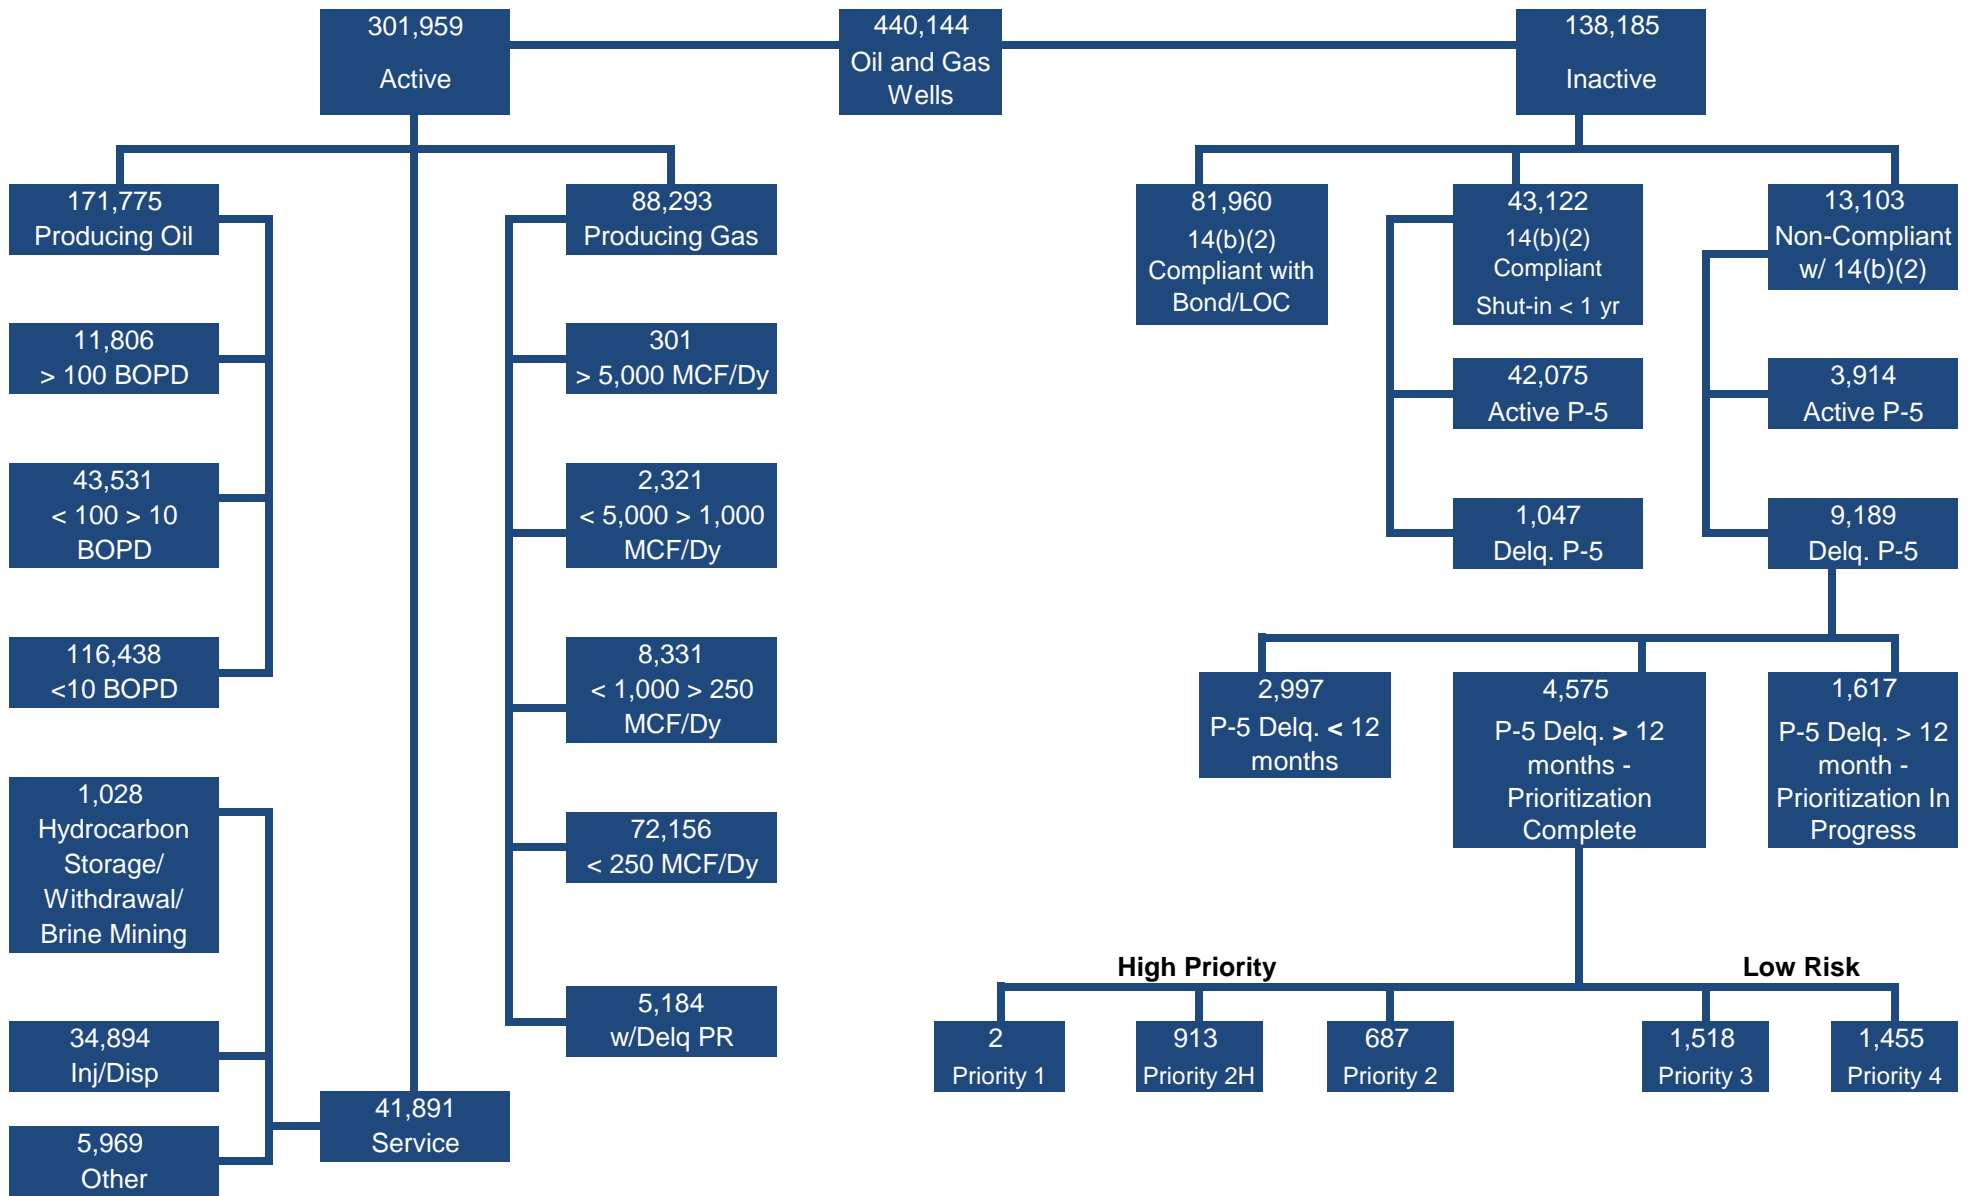 301,959
Active
440,144
Oil and Gas
Wells
138,185
Inactive
171,775
Producing Oil
88,293
Producing Gas
81,960
14(b)(2)
Compliant with
Bond/LOC
43,122
14(b)(2)
Compliant
Shut-in < 1 yr
13,103
Non-Compliant
w/ 14(b)(2)
11,806
> 100 BOPD
301
> 5,000 MCF/Dy
42,075
Active P-5
3,914
Active P-5
43,531
< 100 > 10
BOPD
2,321
< 5,000 > 1,000
MCF/Dy
1,047
Delq. P-5
9,189
Delq. P-5
116,438
<10 BOPD
8,331
< 1,000 > 250
MCF/Dy
2,997
P-5 Delq. < 12
months
4,575
P-5 Delq. > 12
months -
Prioritization
Complete
1,617
P-5 Delq. > 12
month -
Prioritization In
Progress
1,028
Hydrocarbon
Storage/
Withdrawal/
Brine Mining
72,156
< 250 MCF/Dy
High Priority
Low Risk
5,184
w/Delq PR
2
Priority 1
913
Priority 2H
687
Priority 2
1,518
Priority 3
1,455
Priority 4
34,894
Inj/Disp
41,891
Service
5,969
Other